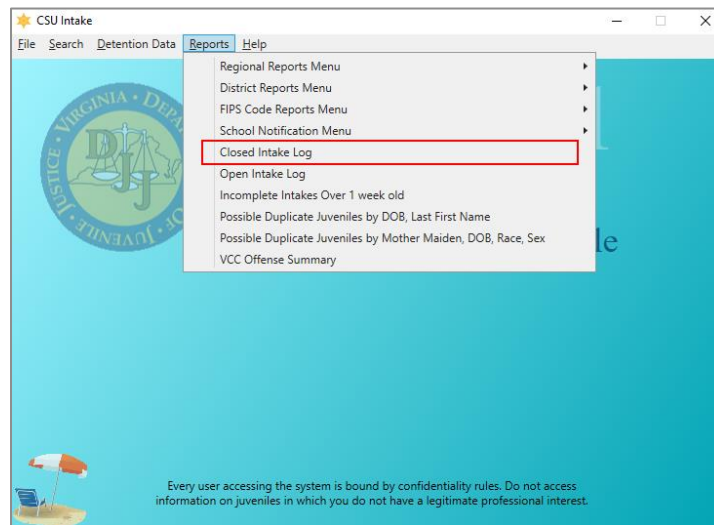 CSU Intake
File Search Detention Data Reports Help
Regional Reports Menu
District Reports Menu
FIPS Code Reports Menu
School Notification Menu
Closed Intake Log
Open Intake Log
Incomplete Intakes Over 1 week old
Possible Duplicate Juveniles by DOB, Last First Name
Possible Duplicate Juveniles by Mother Maiden, DOB, Race, Sex
VCC Offense Summary
VIRGINIA • DEPA
OF JUVENILE JUSTICE
DJJ
le
Every user accessing the system is bound by confidentiality rules. Do not access
information on juveniles in which you do not have a legitimate professional interest.